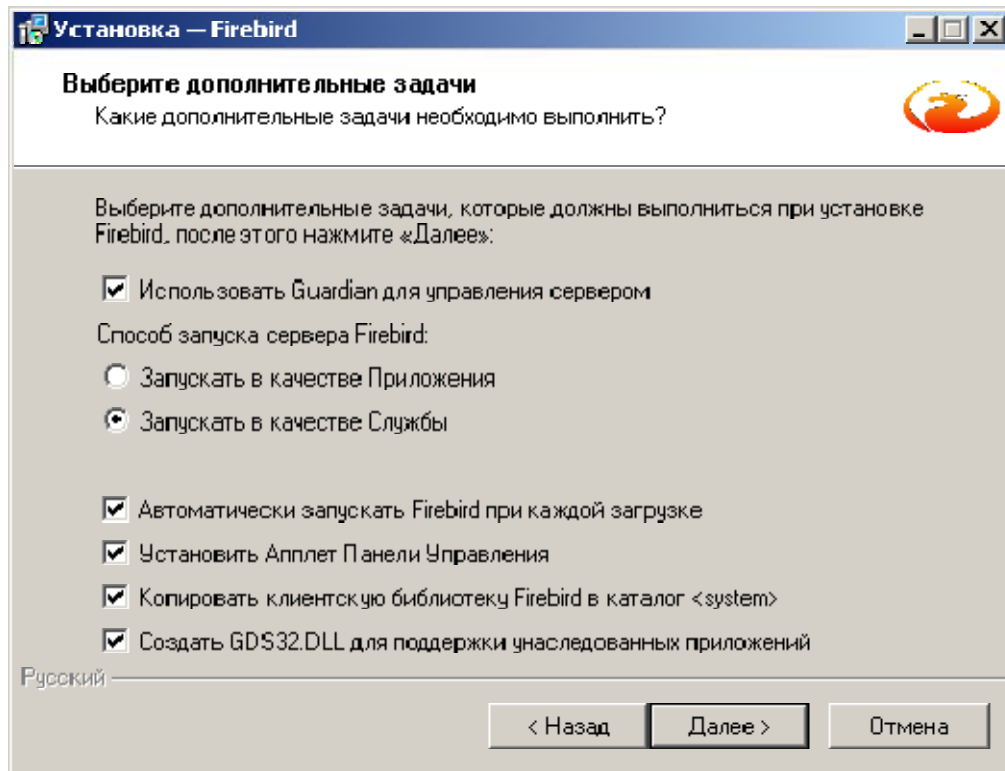 Установка — Firebird
Выберите дополнительные задачи
Какие дополнительные задачи необходимо выполнить?
Выберите дополнительные задачи, которые должны выполниться при установке
Firebird, после этого нажмите «Далее»:
Использовать Guardian для управления сервером
Способ запуска сервера Firebird:
Запускать в качестве Приложения
Запускать в качестве Службы
Автоматически запускать Firebird при каждой загрузке
Установить Апплет Панели Управления
Копировать клиентскую библиотеку Firebird в каталог <system>
Создать GDS32.DLL для поддержки унаследованных приложений
Русский
< Назад Далее > Отмена